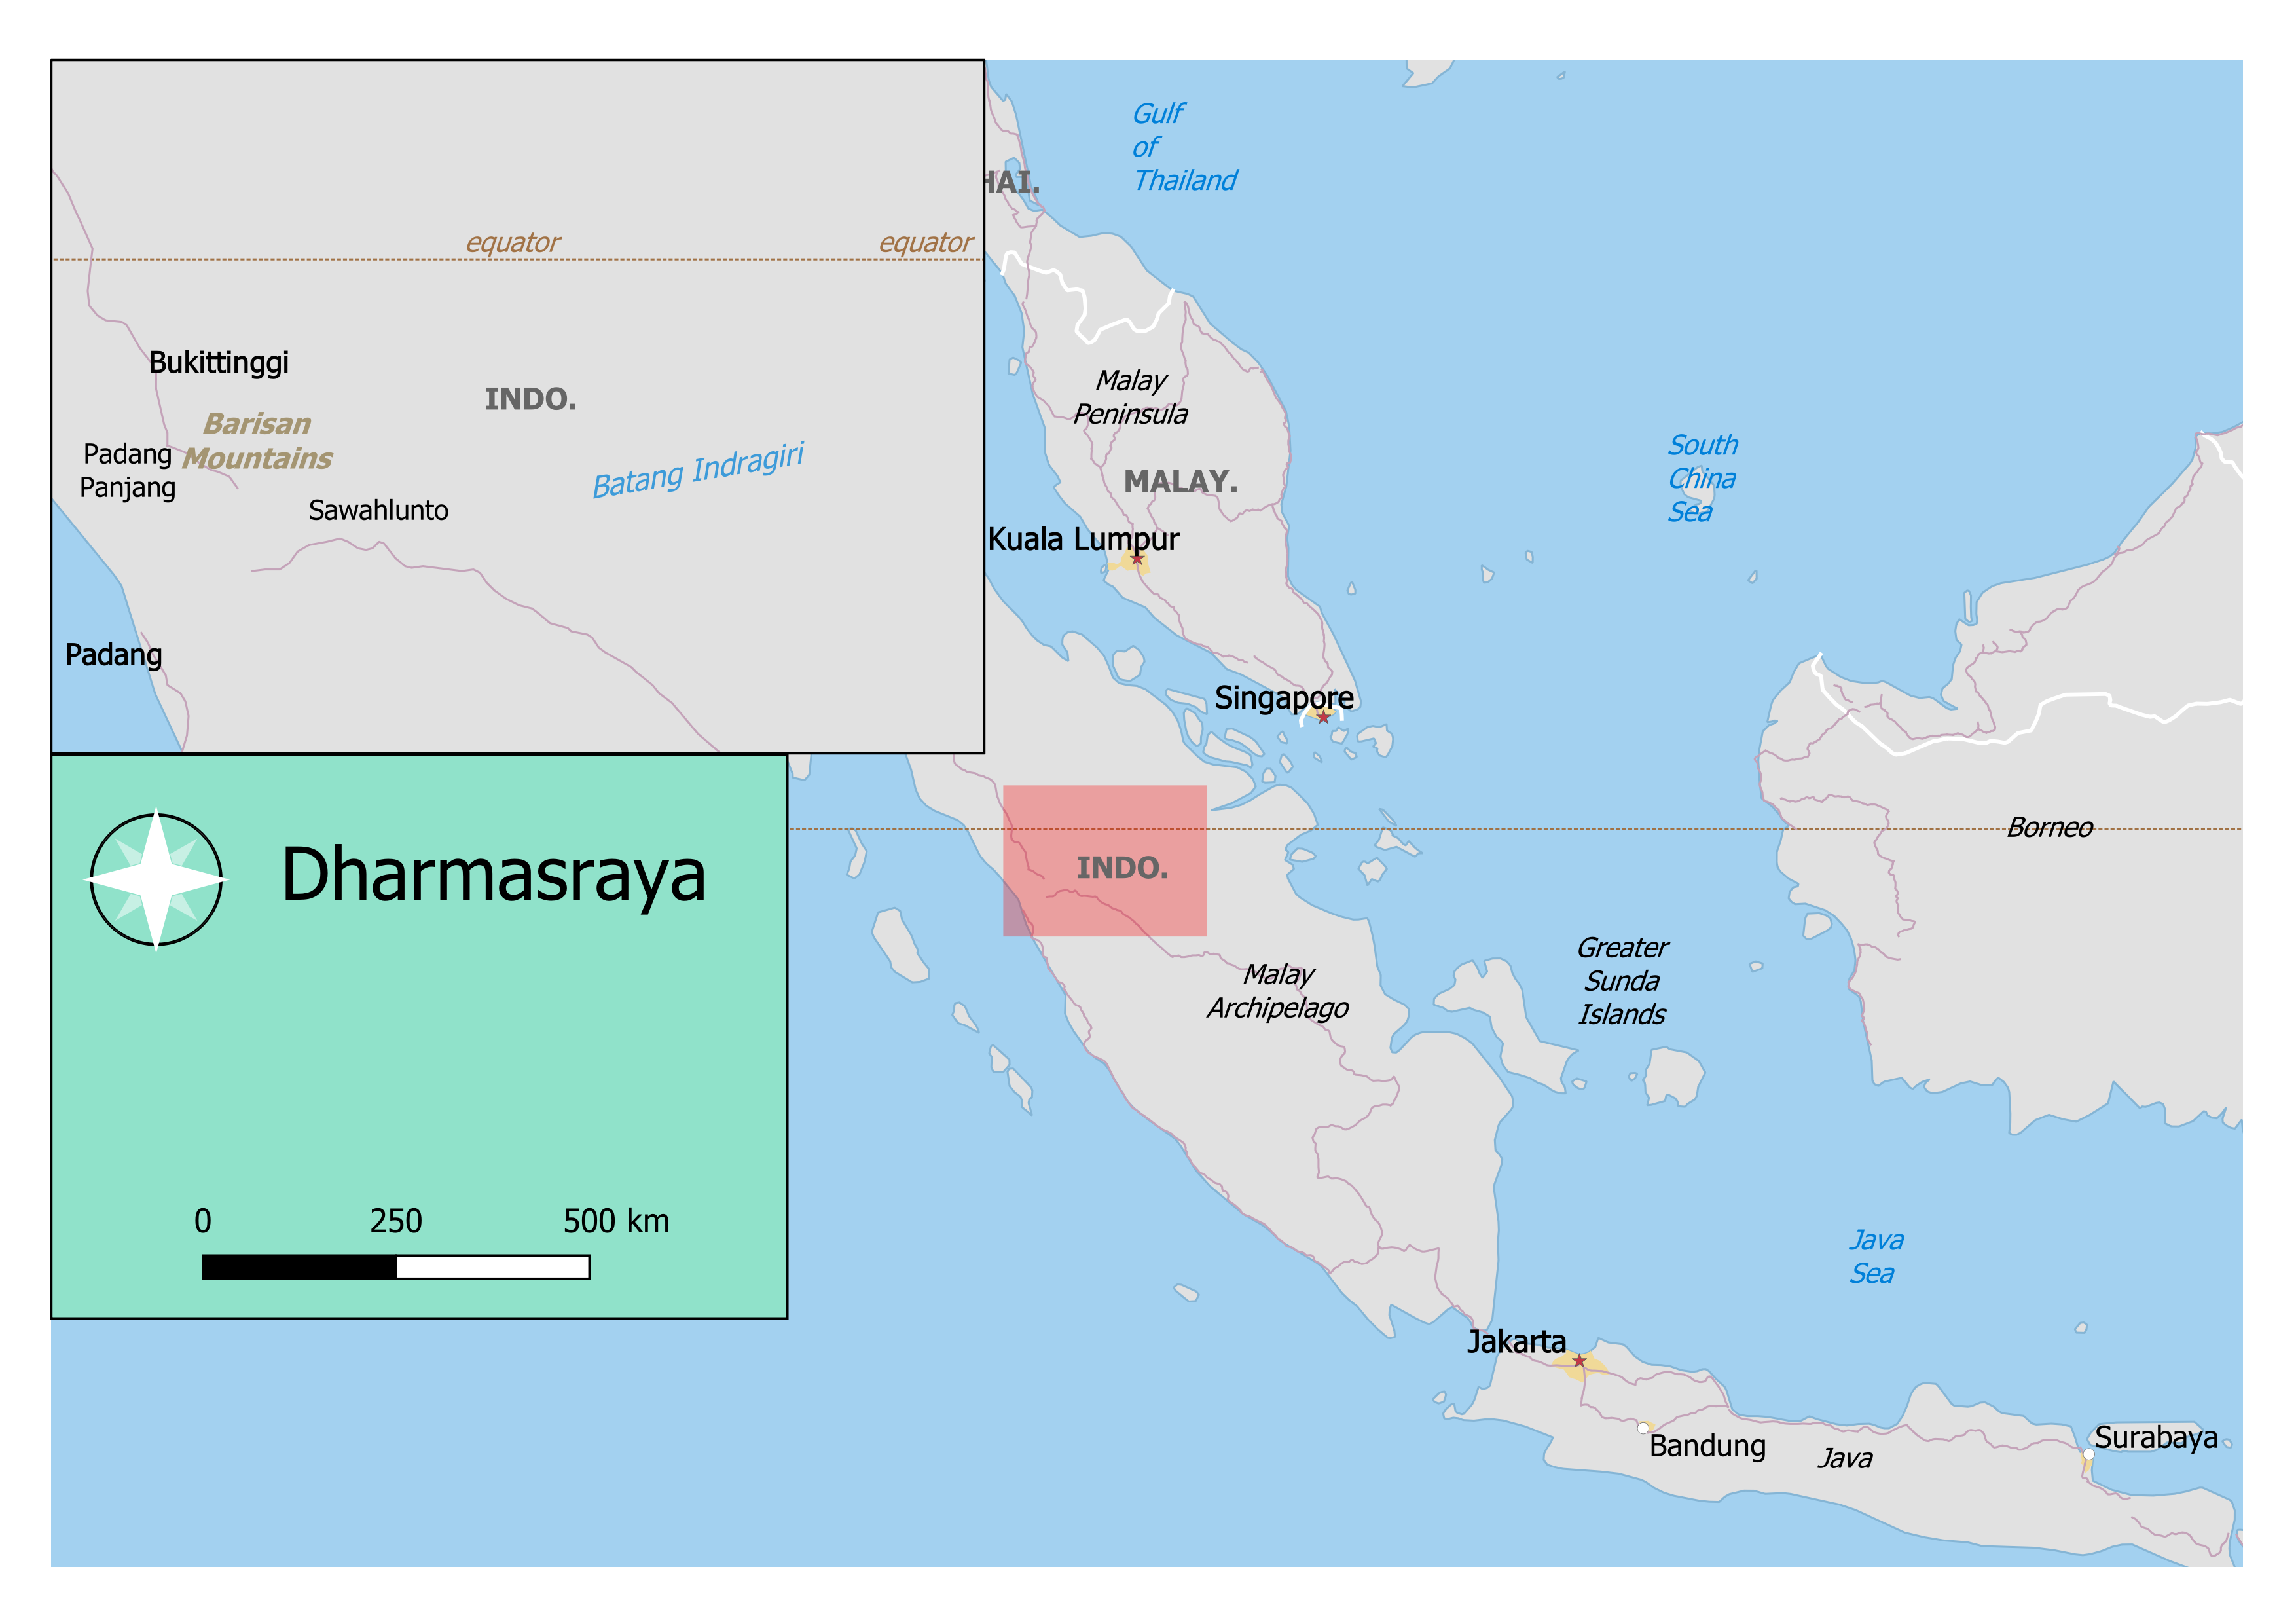 equator
equator
Bukittinggi
INDO.
Barisan
Mountains
Padang
Panjang
Batang Indragiri
Sawahlunto
Padang
Dharmasraya
0 250 500 km
Gulf
of
Thailand
HAI.
Malay
Peninsula
MALAY.
South
China
Sea
Kuala Lumpur
Singapore
Borneo
INDO.
Greater
Sunda
Islands
Malay
Archipelago
Java
Sea
Jakarta
Bandung
Java
Surabaya